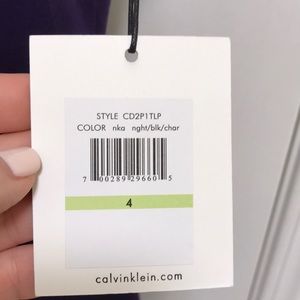 STYLE CD2P1TLP
COLOR nka nght/blk/char
7 00289 29660 5
4
calvinklein.com